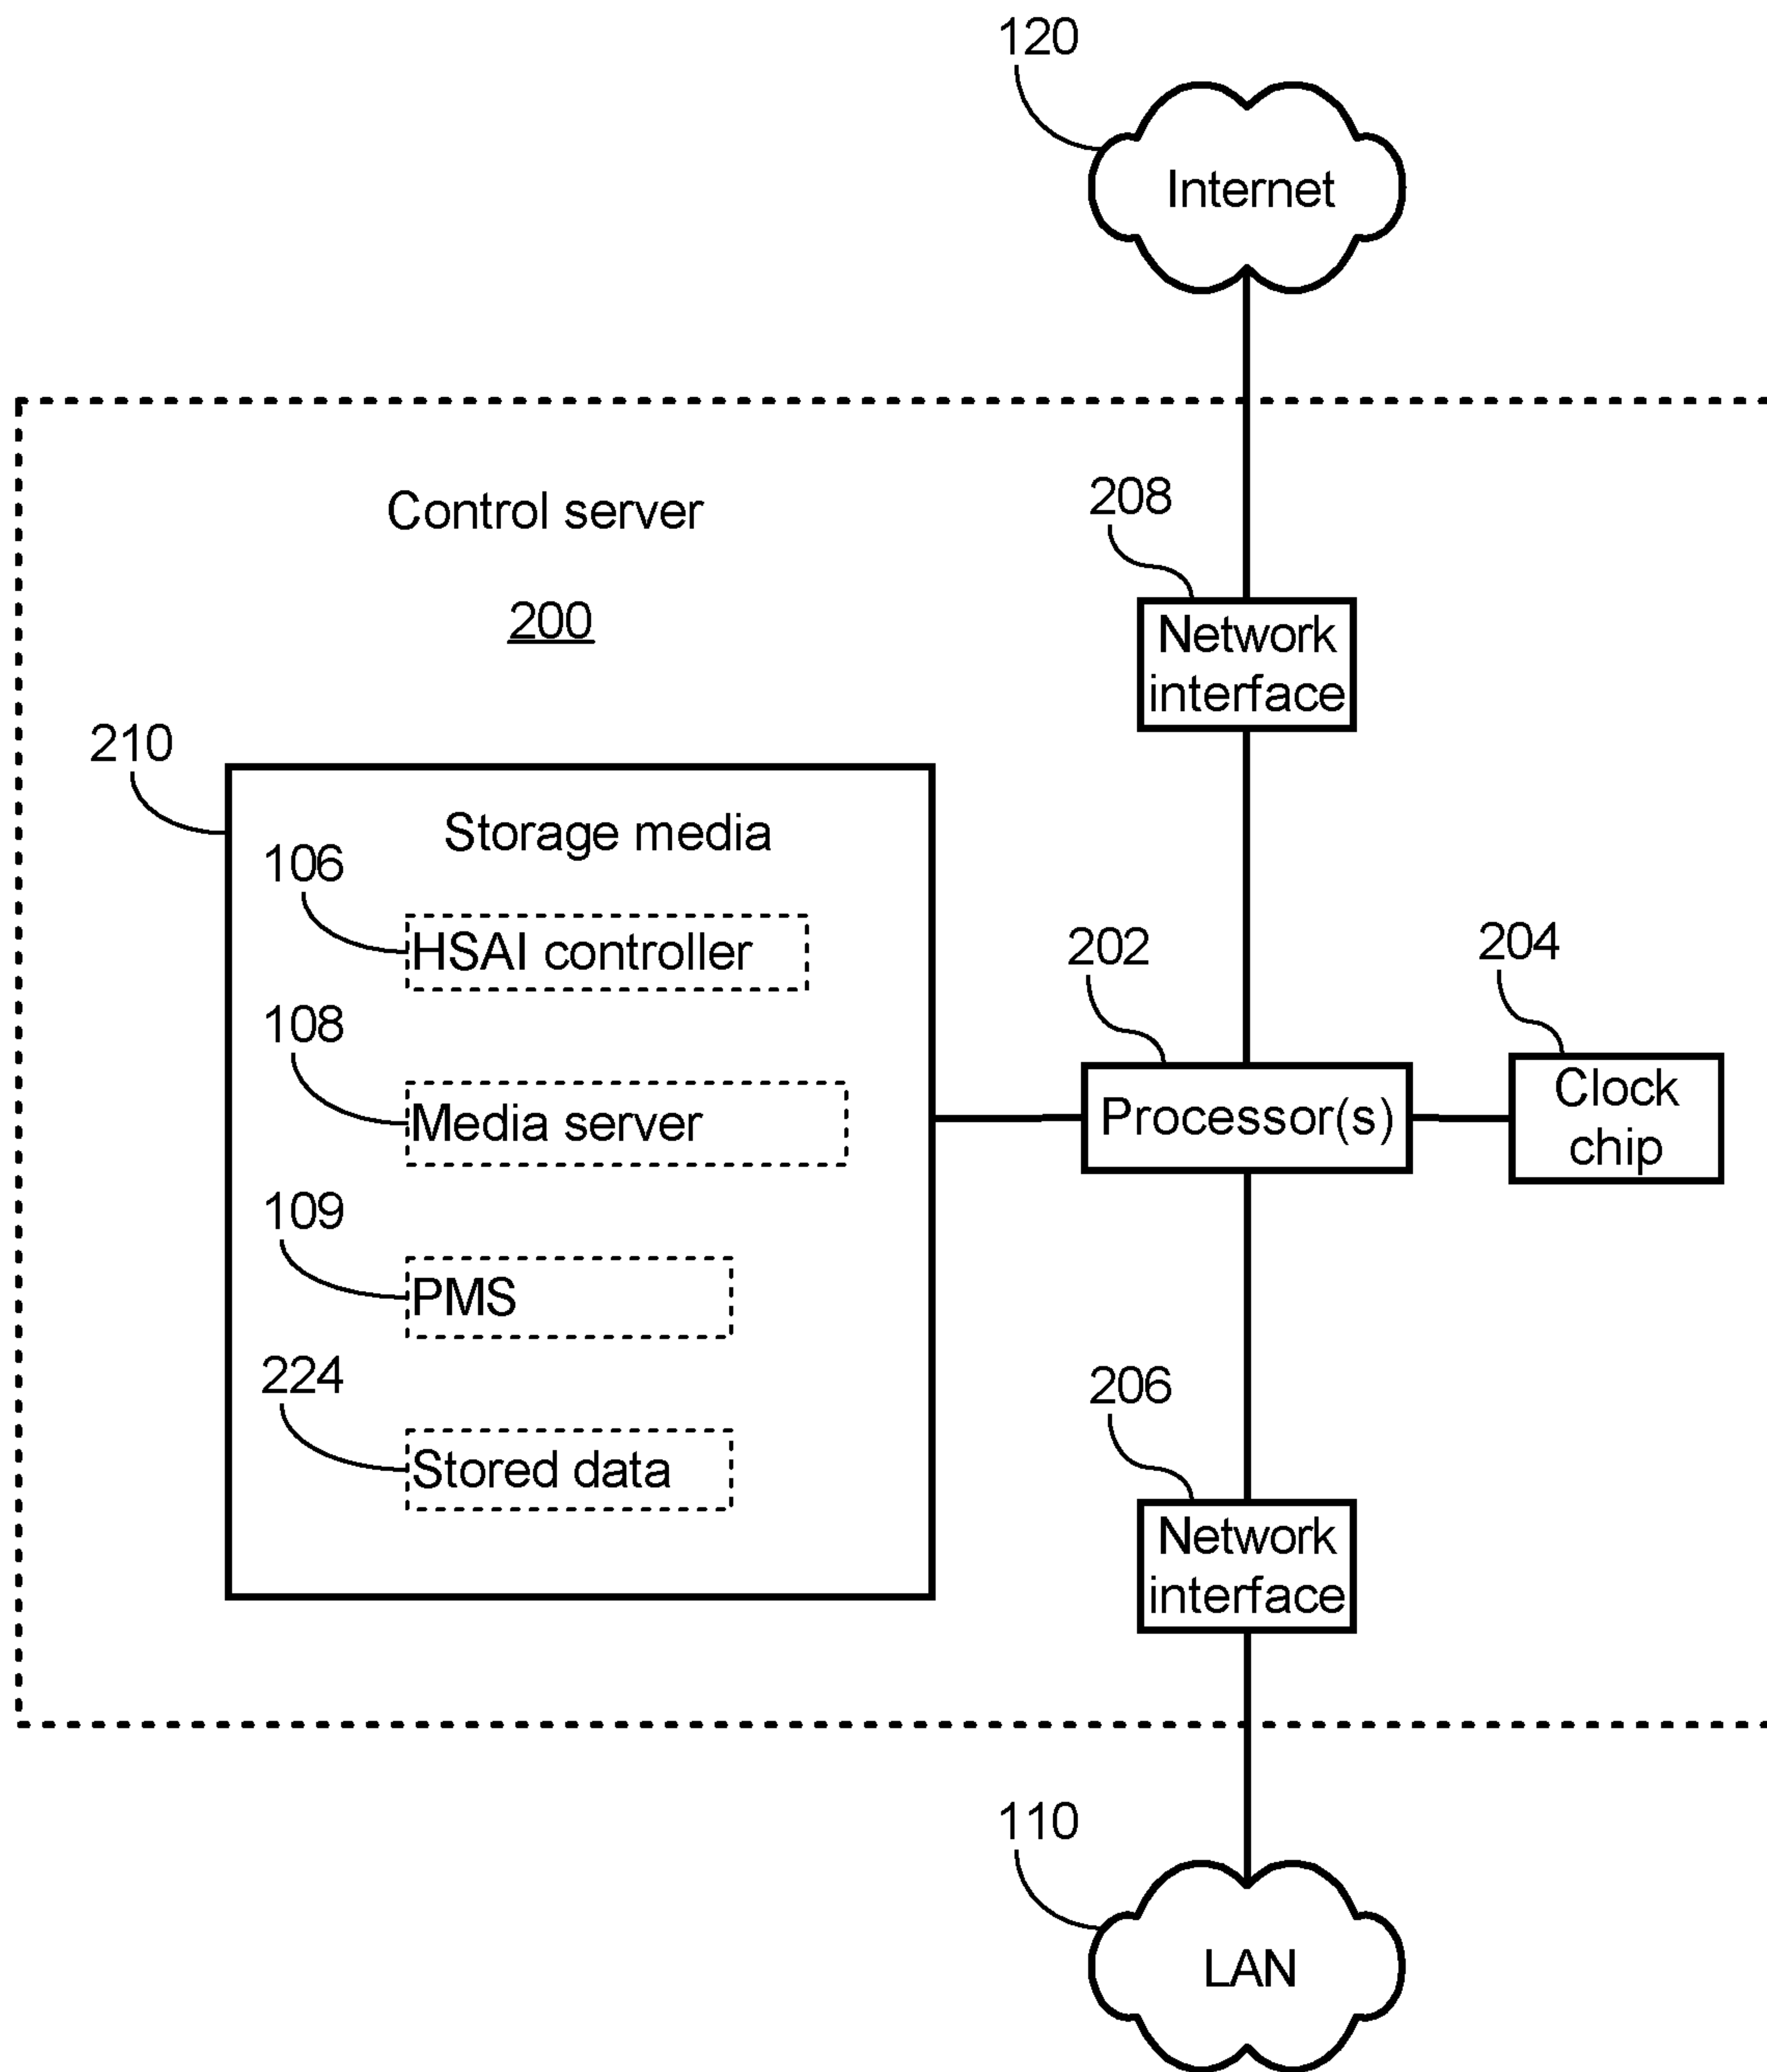 120
Internet
Control server
200
208
Network
interface
210
Storage media
106
HSAI controller
202
204
Processor(s)
Clock
chip
108
Media server
109
PMS
224
Stored data
206
Network
interface
110
LAN